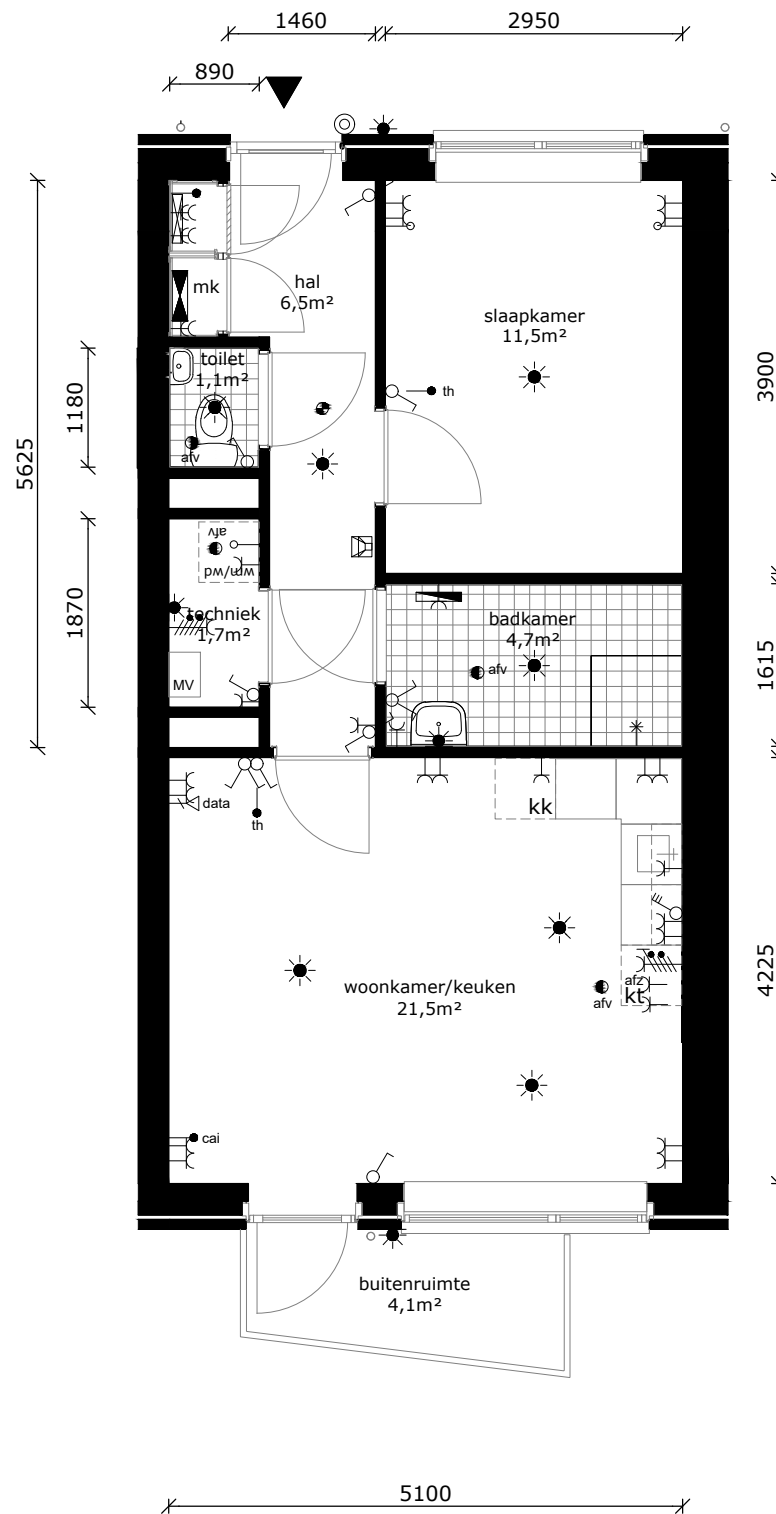 1460
2950
890
mk
hal
6,5m²
slaapkamer
11,5m²
toilet
1,1m²
afv
th
3900
1180
5625
afv
wm/wd
techniek
1,7m²
MV
1870
badkamer
4,7m²
afv
1615
data
th
kk
woonkamer/keuken
21,5m²
afv
afz
kt
4225
cai
buitenruimte
4,1m²
5100